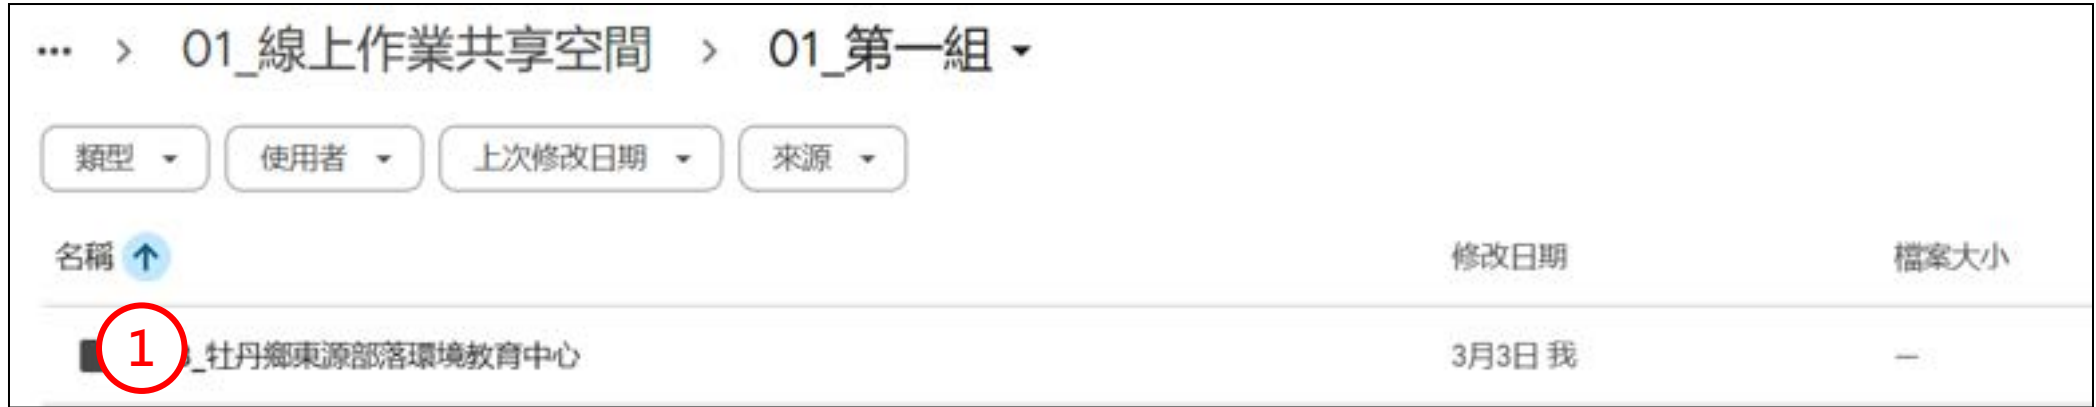 … > 01_線上作業共享空間 > 01_第一組
類型 使用者 上次修改日期 來源
名稱 修改日期 檔案大小
1 _牡丹鄉東源部落環境教育中心 3月3日 我 —